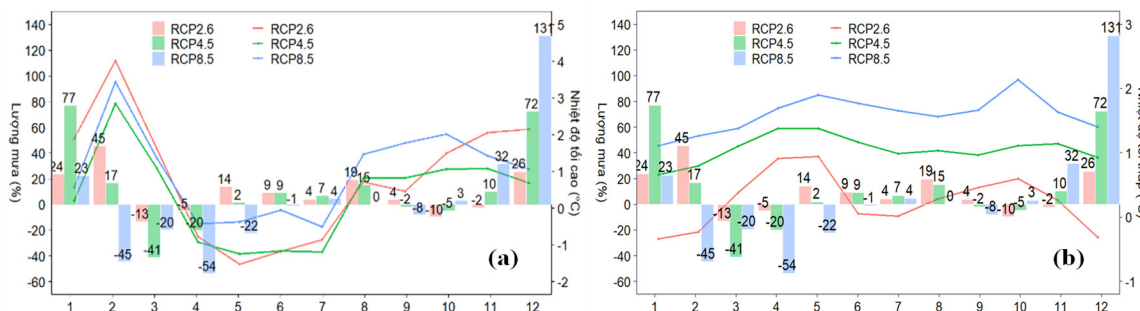 140
120
100
80
60
40
20
0
-20
-40
-60
Lượng mưa (%)
RCP2.6 RCP2.6
RCP4.5 RCP4.5
RCP8.5 RCP8.5
24 77 23
45 17 -45
-13 -41 -20
-5 -20 -54
14 2 -22
9 9 -1
4 7 4
19 15 0
4 -2 -8
-10 -5 3
-2 10 32
26 72 131
5
4
3
2
1
0
-1
-2
Nhiệt độ tối cao (°C)
(a)
1 2 3 4 5 6 7 8 9 10 11 12
140
120
100
80
60
40
20
0
-20
-40
-60
Lượng mưa (%)
RCP2.6 RCP2.6
RCP4.5 RCP4.5
RCP8.5 RCP8.5
24 77 23
45 17 -45
-13 -41 -20
-5 -20 -54
14 2 -22
9 9 -1
4 7 4
19 15 0
4 -2 -8
-10 -5 3
-2 10 32
26 72 131
3
2
1
0
-1
(b)
1 2 3 4 5 6 7 8 9 10 11 12